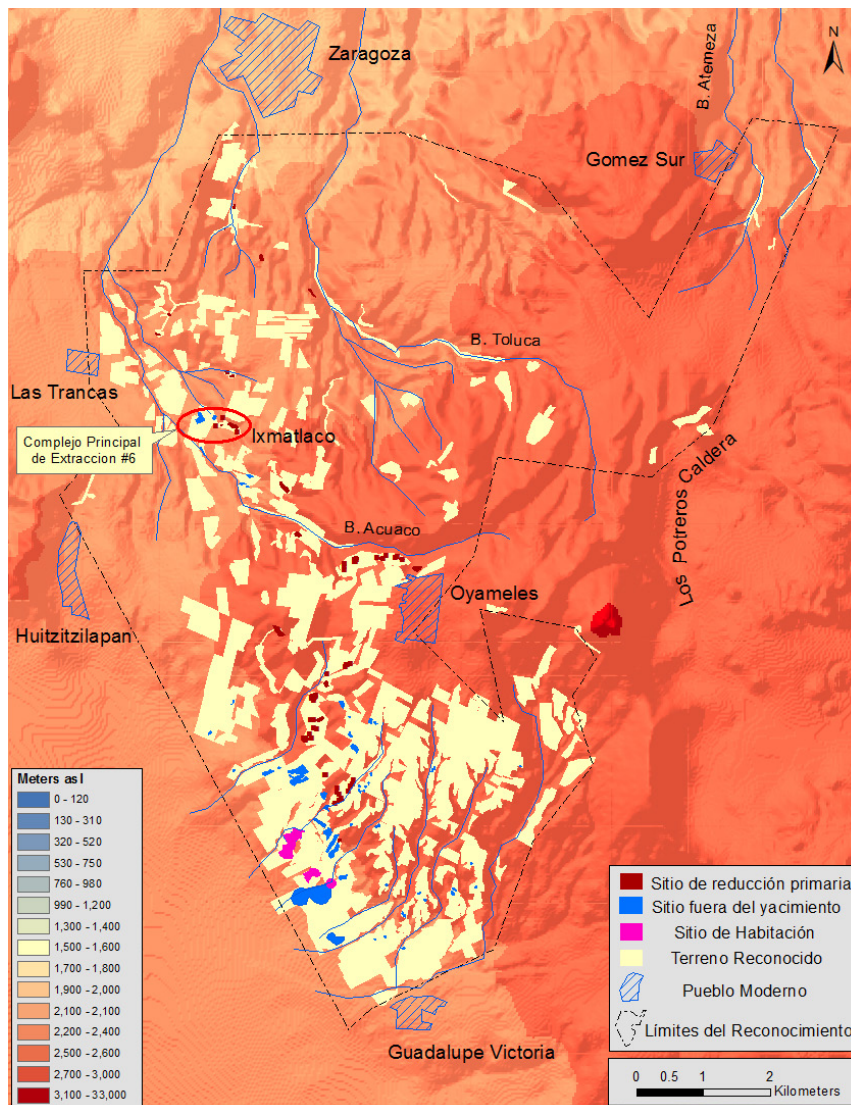 Zaragoza
N
B. Atemeza
Gomez Sur
B. Toluca
Las Trancas
Complejo Principal
de Extraccion #6
Ixmatlaco
Los Potreros Caldera
B. Acuaco
Oyameles
Huitzitzilapan
Meters asl
0 - 120
130 - 310
320 - 520
530 - 750
760 - 980
990 - 1,200
1,300 - 1,400
1,500 - 1,600
1,700 - 1,800
1,900 - 2,000
2,100 - 2,100
2,200 - 2,400
2,500 - 2,600
2,700 - 3,000
3,100 - 33,000
Sitio de reducción primaria
Sitio fuera del yacimiento
Sitio de Habitación
Terreno Reconocido
Pueblo Moderno
Límites del Reconocimiento
Guadalupe Victoria
0 0.5 1 2
Kilometers